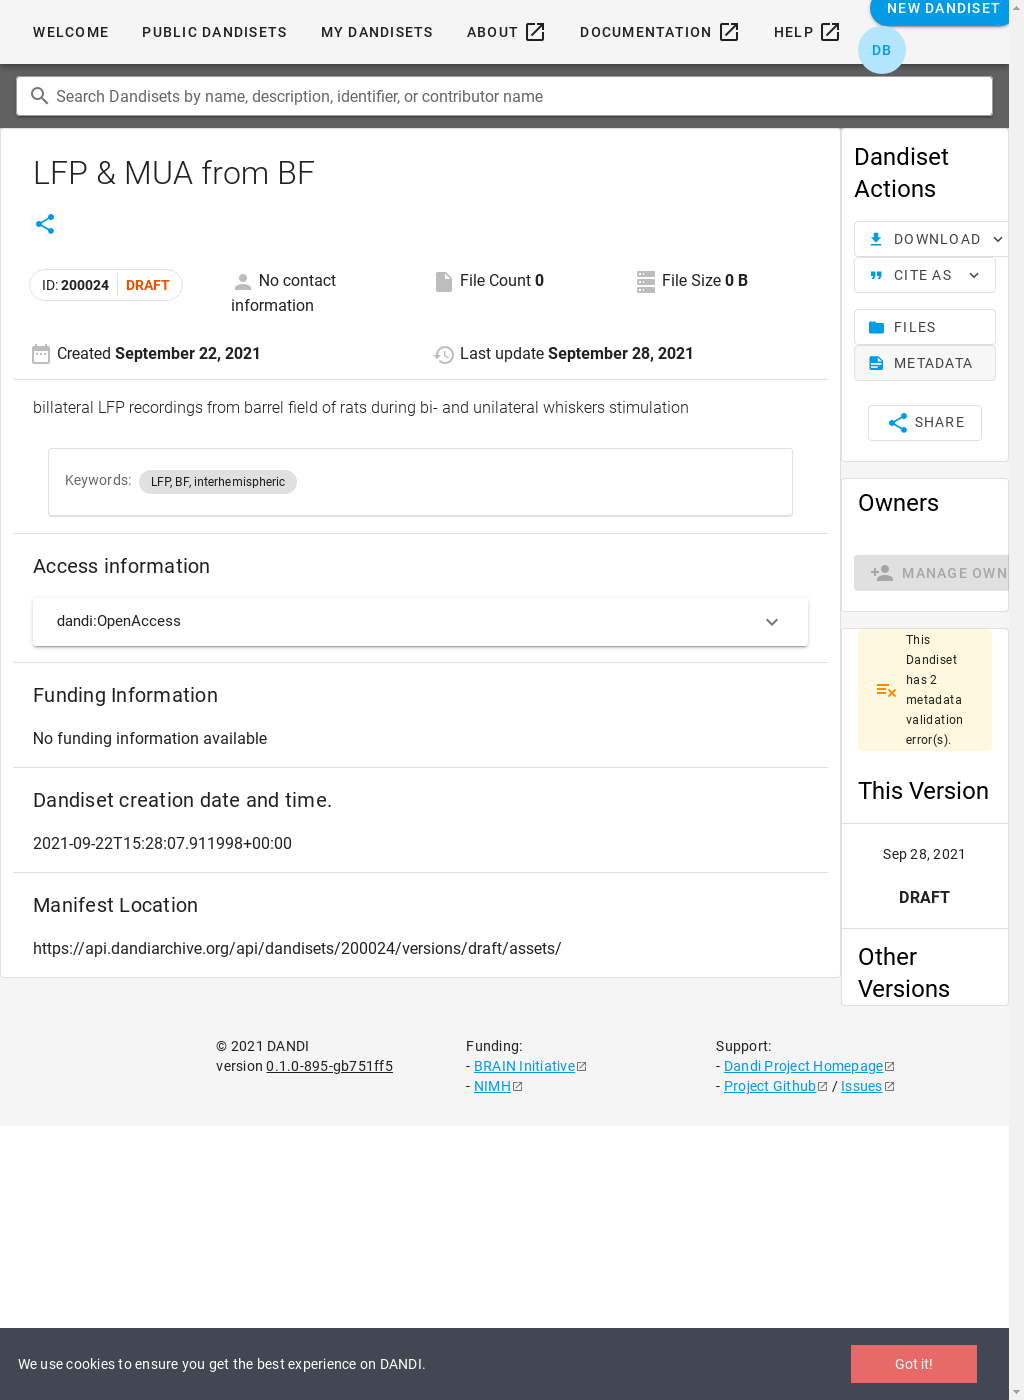 WELCOME PUBLIC DANDISETS MY DANDISETS ABOUT DOCUMENTATION HELP NEW DANDISET
DB
Search Dandisets by name, description, identifier, or contributor name
LFP & MUA from BF
ID: 200024 DRAFT
No contact
information
File Count 0
File Size 0 B
Created September 22, 2021
Last update September 28, 2021
billateral LFP recordings from barrel field of rats during bi- and unilateral whiskers stimulation
Keywords: LFP, BF, interhemispheric
Access information
dandi:OpenAccess
Funding Information
No funding information available
Dandiset creation date and time.
2021-09-22T15:28:07.911998+00:00
Manifest Location
https://api.dandiarchive.org/api/dandisets/200024/versions/draft/assets/
Dandiset
Actions
DOWNLOAD
CITE AS
FILES
METADATA
SHARE
Owners
MANAGE OWN
This
Dandiset
has 2
metadata
validation
error(s).
This Version
Sep 28, 2021
DRAFT
Other
Versions
© 2021 DANDI
version 0.1.0-895-gb751ff5
Funding:
- BRAIN Initiative
- NIMH
Support:
- Dandi Project Homepage
- Project Github / Issues
We use cookies to ensure you get the best experience on DANDI.
Got it!